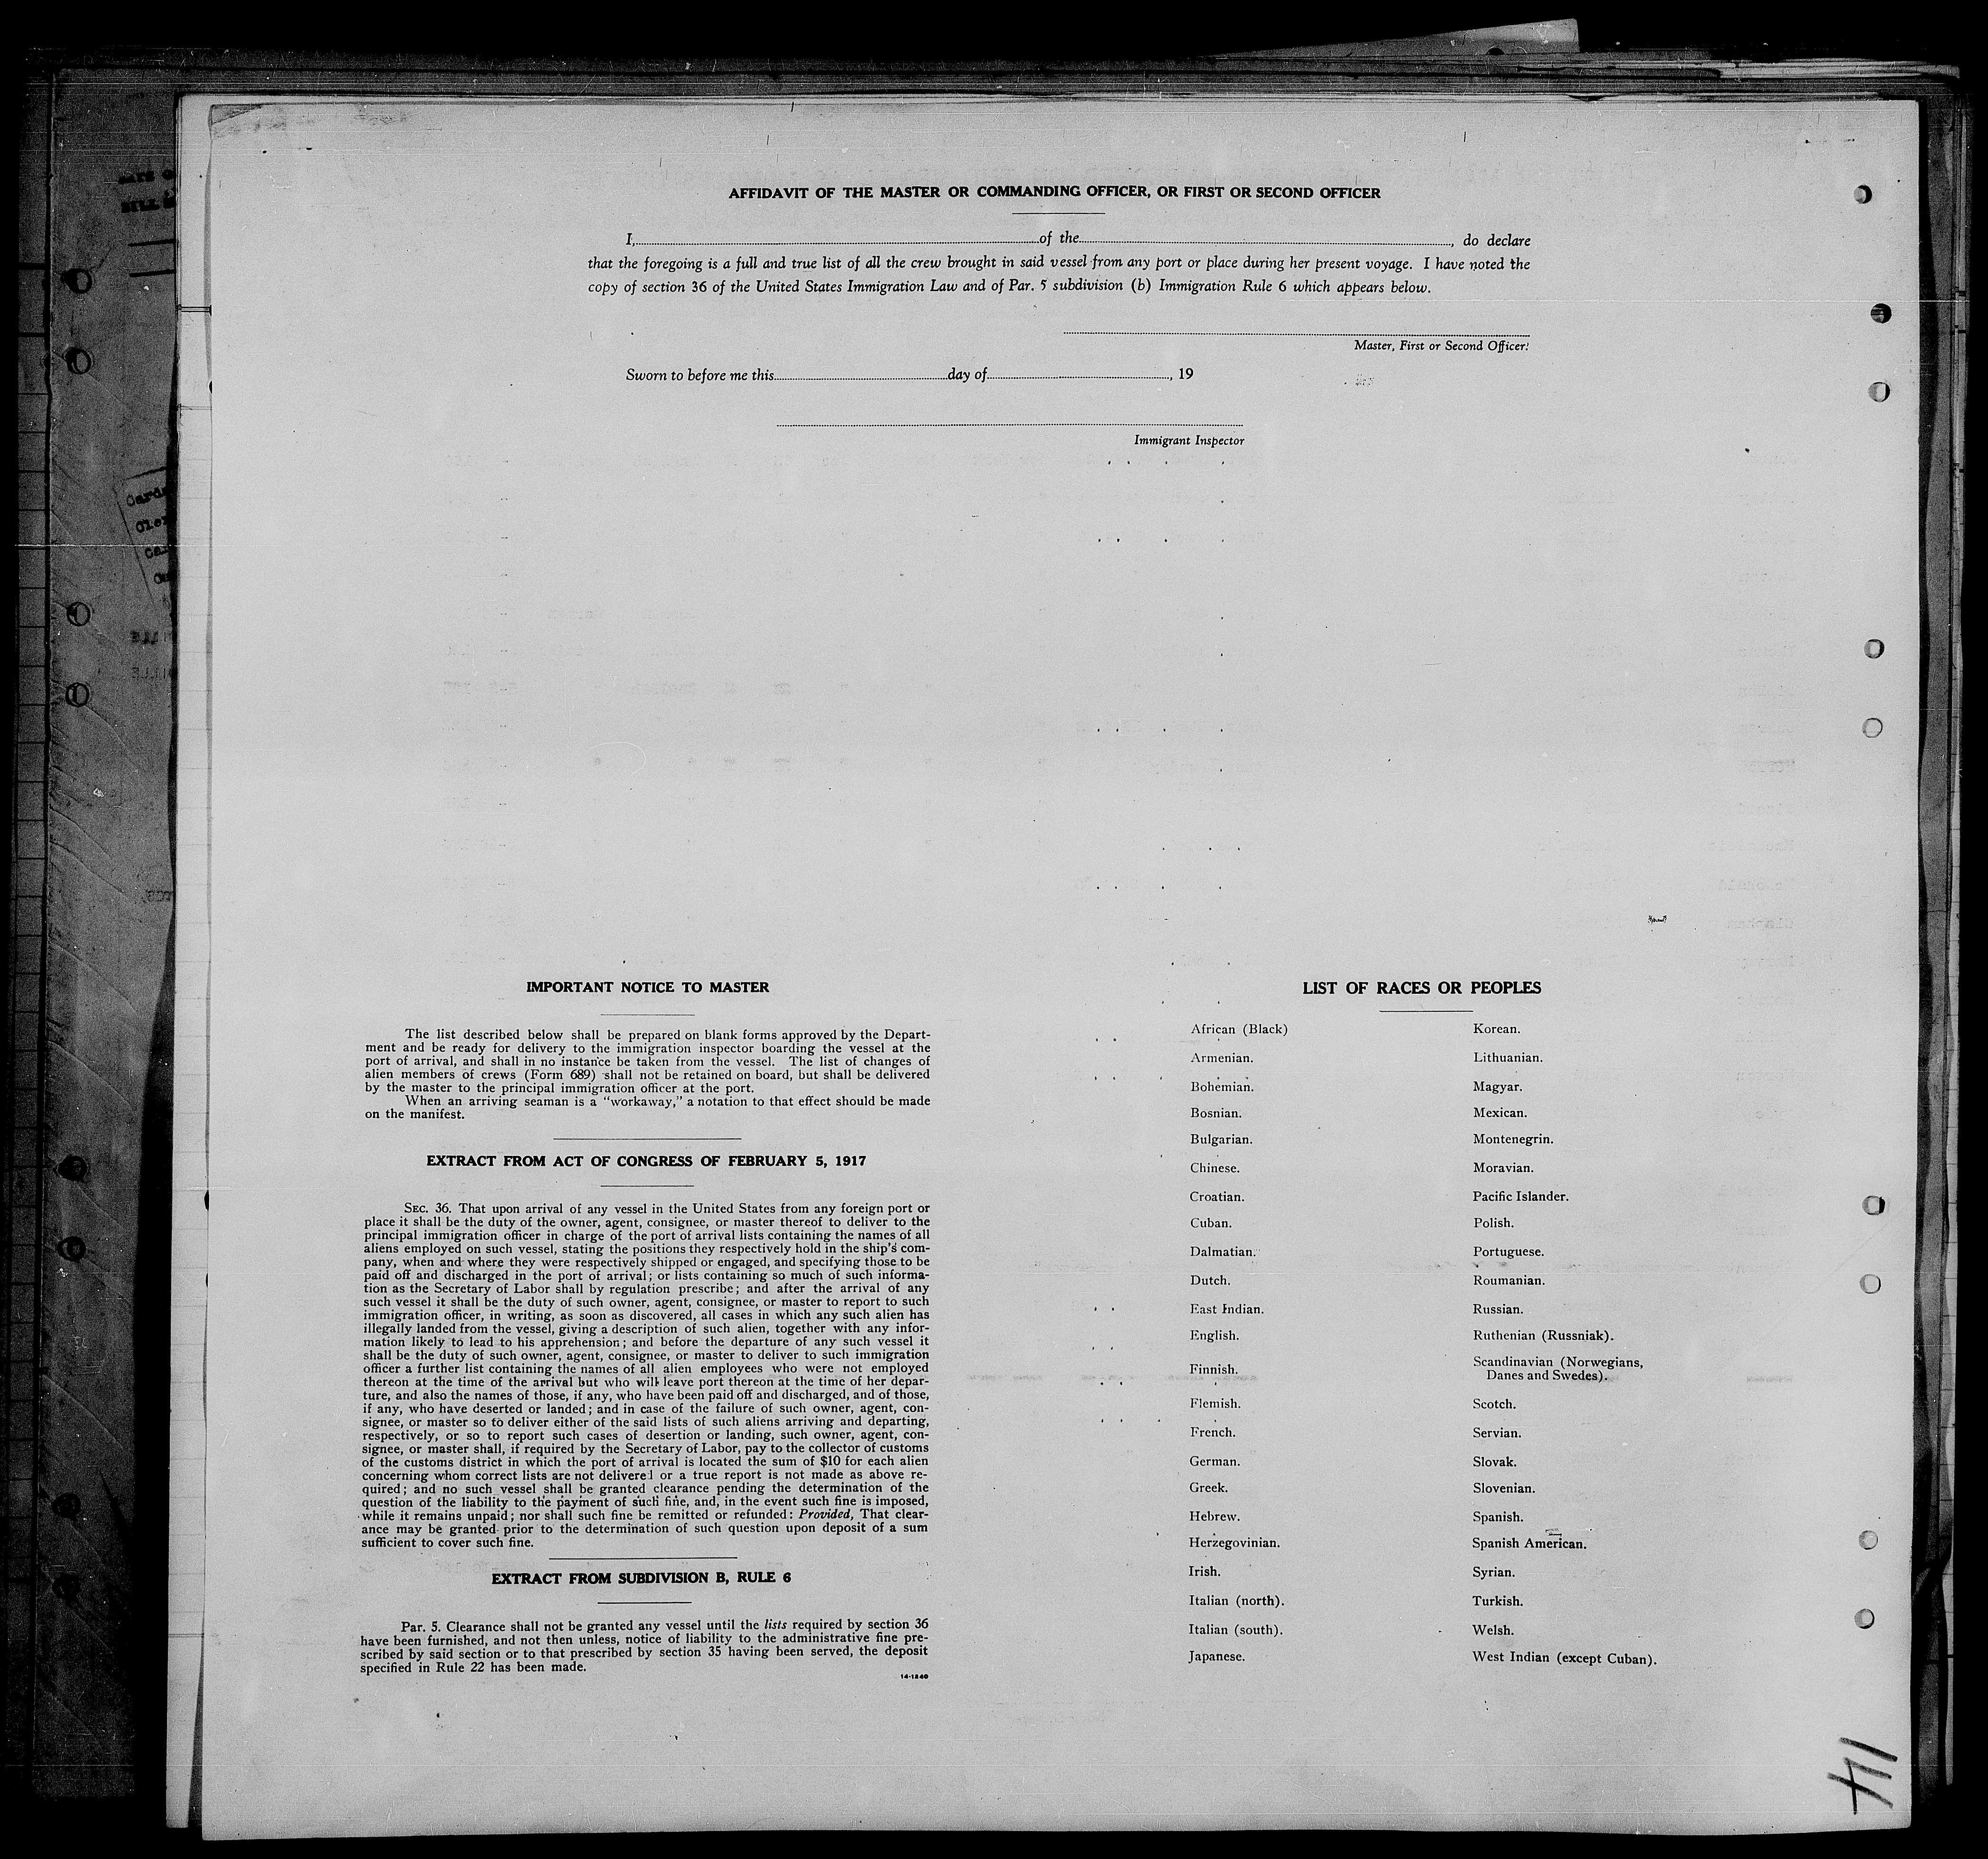 AFFIDAVIT OF THE MASTER OR COMMANDING OFFICER, OR FIRST OR SECOND OFFICER
I,........of the........, do declare
that the foregoing is a full and true list of all the crew brought in said vessel from any port or place during her present voyage. I have noted the
copy of section 36 of the United States Immigration Law and of Par. 5 subdivision (b) Immigration Rule 6 which appears below.
Master, First or Second Officer.
Sworn to before me this........day of........, 19
Immigrant Inspector
IMPORTANT NOTICE TO MASTER
The list described below shall be prepared on blank forms approved by the Depart-
ment and be ready for delivery to the immigration inspector boarding the vessel at the
port of arrival, and shall in no instance be taken from the vessel. The list of changes of
alien members of crews (Form 689) shall not be retained on board, but shall be delivered
by the master to the principal immigration officer at the port.
When an arriving seaman is a "workaway," a notation to that effect should be made
on the manifest.
EXTRACT FROM ACT OF CONGRESS OF FEBRUARY 5, 1917
SEC. 36. That upon arrival of any vessel in the United States from any foreign port or
place it shall be the duty of the owner, agent, consignee, or master thereof to deliver to the
principal immigration officer in charge of the port of arrival lists containing the names of all
aliens employed on such vessel, stating the positions they respectively hold in the ship's com-
pany, when and where they were respectively shipped or engaged, and specifying those to be
paid off and discharged in the port of arrival; or lists containing so much of such informa-
tion as the Secretary of Labor shall by regulation prescribe; and after the arrival of any
such vessel it shall be the duty of such owner, agent, consignee, or master to report to such
immigration officer, in writing, as soon as discovered, all cases in which any such alien has
illegally landed from the vessel, giving a description of such alien, together with any infor-
mation likely to lead to his apprehension; and before the departure of any such vessel it
shall be the duty of such owner, agent, consignee, or master to deliver to such immigration
officer a further list containing the names of all alien employees who were not employed
thereon at the time of the arrival but who will leave port thereon at the time of her depar-
ture, and also the names of those, if any, who have been paid off and discharged, and of those,
if any, who have deserted or landed; and in case of the failure of such owner, agent, con-
signee, or master so to deliver either of the said lists of such aliens arriving and departing,
respectively, or so to report such cases of desertion or landing, such owner, agent, con-
signee, or master shall, if required by the Secretary of Labor, pay to the collector of customs
of the customs district in which the port of arrival is located the sum of $10 for each alien
concerning whom correct lists are not delivered or a true report is not made as above re-
quired; and no such vessel shall be granted clearance pending the determination of the
question of the liability to the payment of such fine, and, in the event such fine is imposed,
while it remains unpaid; nor shall such fine be remitted or refunded: Provided, That clear-
ance may be granted prior to the determination of such question upon deposit of a sum
sufficient to cover such fine.
EXTRACT FROM SUBDIVISION B, RULE 6
Par. 5. Clearance shall not be granted any vessel until the lists required by section 36
have been furnished, and not then unless, notice of liability to the administrative fine pre-
scribed by said section or to that prescribed by section 35 having been served, the deposit
specified in Rule 22 has been made.
14-1240
LIST OF RACES OR PEOPLES
African (Black)
Armenian.
Bohemian.
Bosnian.
Bulgarian.
Chinese.
Croatian.
Cuban.
Dalmatian.
Dutch.
East Indian.
English.
Finnish.
Flemish.
French.
German.
Greek.
Hebrew.
Herzegovinian.
Irish.
Italian (north).
Italian (south).
Japanese.
Korean.
Lithuanian.
Magyar.
Mexican.
Montenegrin.
Moravian.
Pacific Islander.
Polish.
Portuguese.
Roumanian.
Russian.
Ruthenian (Russniak).
Scandinavian (Norwegians,
Danes and Swedes).
Scotch.
Servian.
Slovak.
Slovenian.
Spanish.
Spanish American.
Syrian.
Turkish.
Welsh.
West Indian (except Cuban).